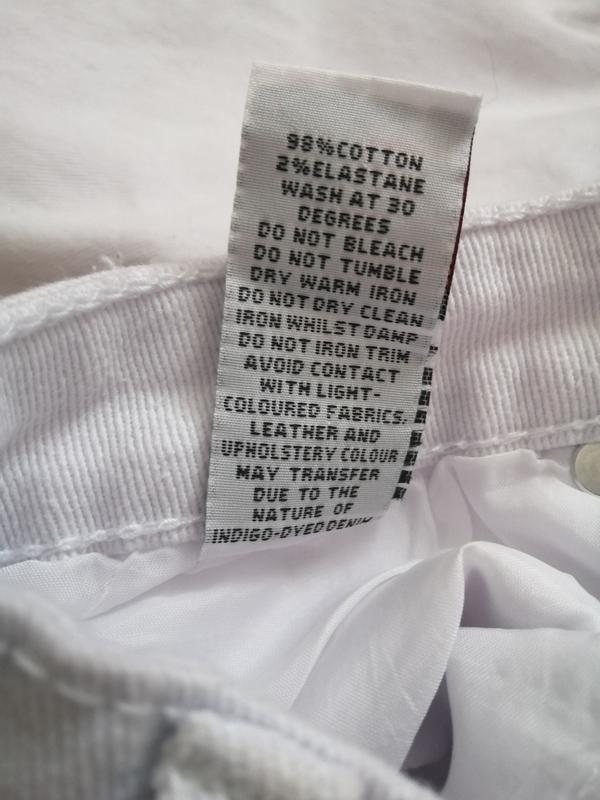 98%COTTON
2%ELASTANE
WASH AT 30
DEGREES
DO NOT BLEACH
DO NOT TUMBLE
DRY WARM IRON
DO NOT DRY CLEAN
IRON WHILST DAMP
DO NOT IRON TRIM
AVOID CONTACT
WITH LIGHT-
COLOURED FABRICS,
LEATHER AND
UPHOLSTERY COLOUR
MAY TRANSFER
DUE TO THE
NATURE OF
INDIGO-DYED DENIM